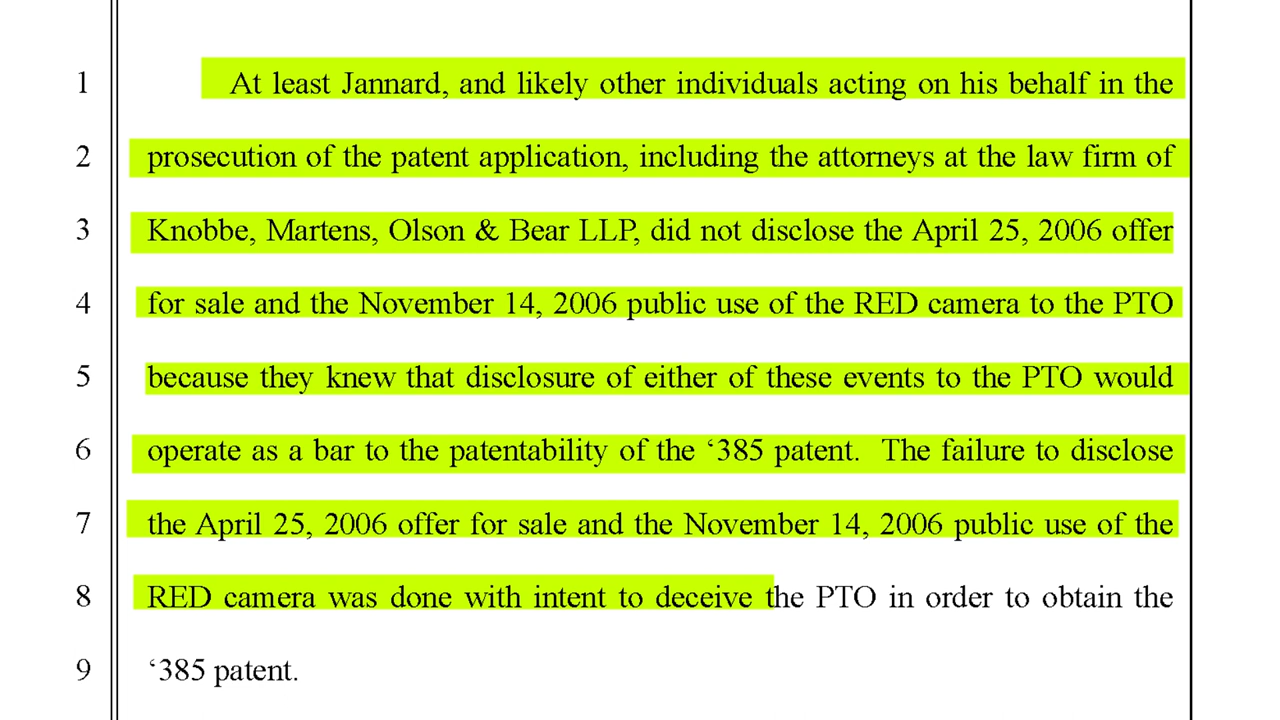 1 At least Jannard, and likely other individuals acting on his behalf in the
2 prosecution of the patent application, including the attorneys at the law firm of
3 Knobbe, Martens, Olson & Bear LLP, did not disclose the April 25, 2006 offer
4 for sale and the November 14, 2006 public use of the RED camera to the PTO
5 because they knew that disclosure of either of these events to the PTO would
6 operate as a bar to the patentability of the ‘385 patent.  The failure to disclose
7 the April 25, 2006 offer for sale and the November 14, 2006 public use of the
8 RED camera was done with intent to deceive the PTO in order to obtain the
9 ‘385 patent.